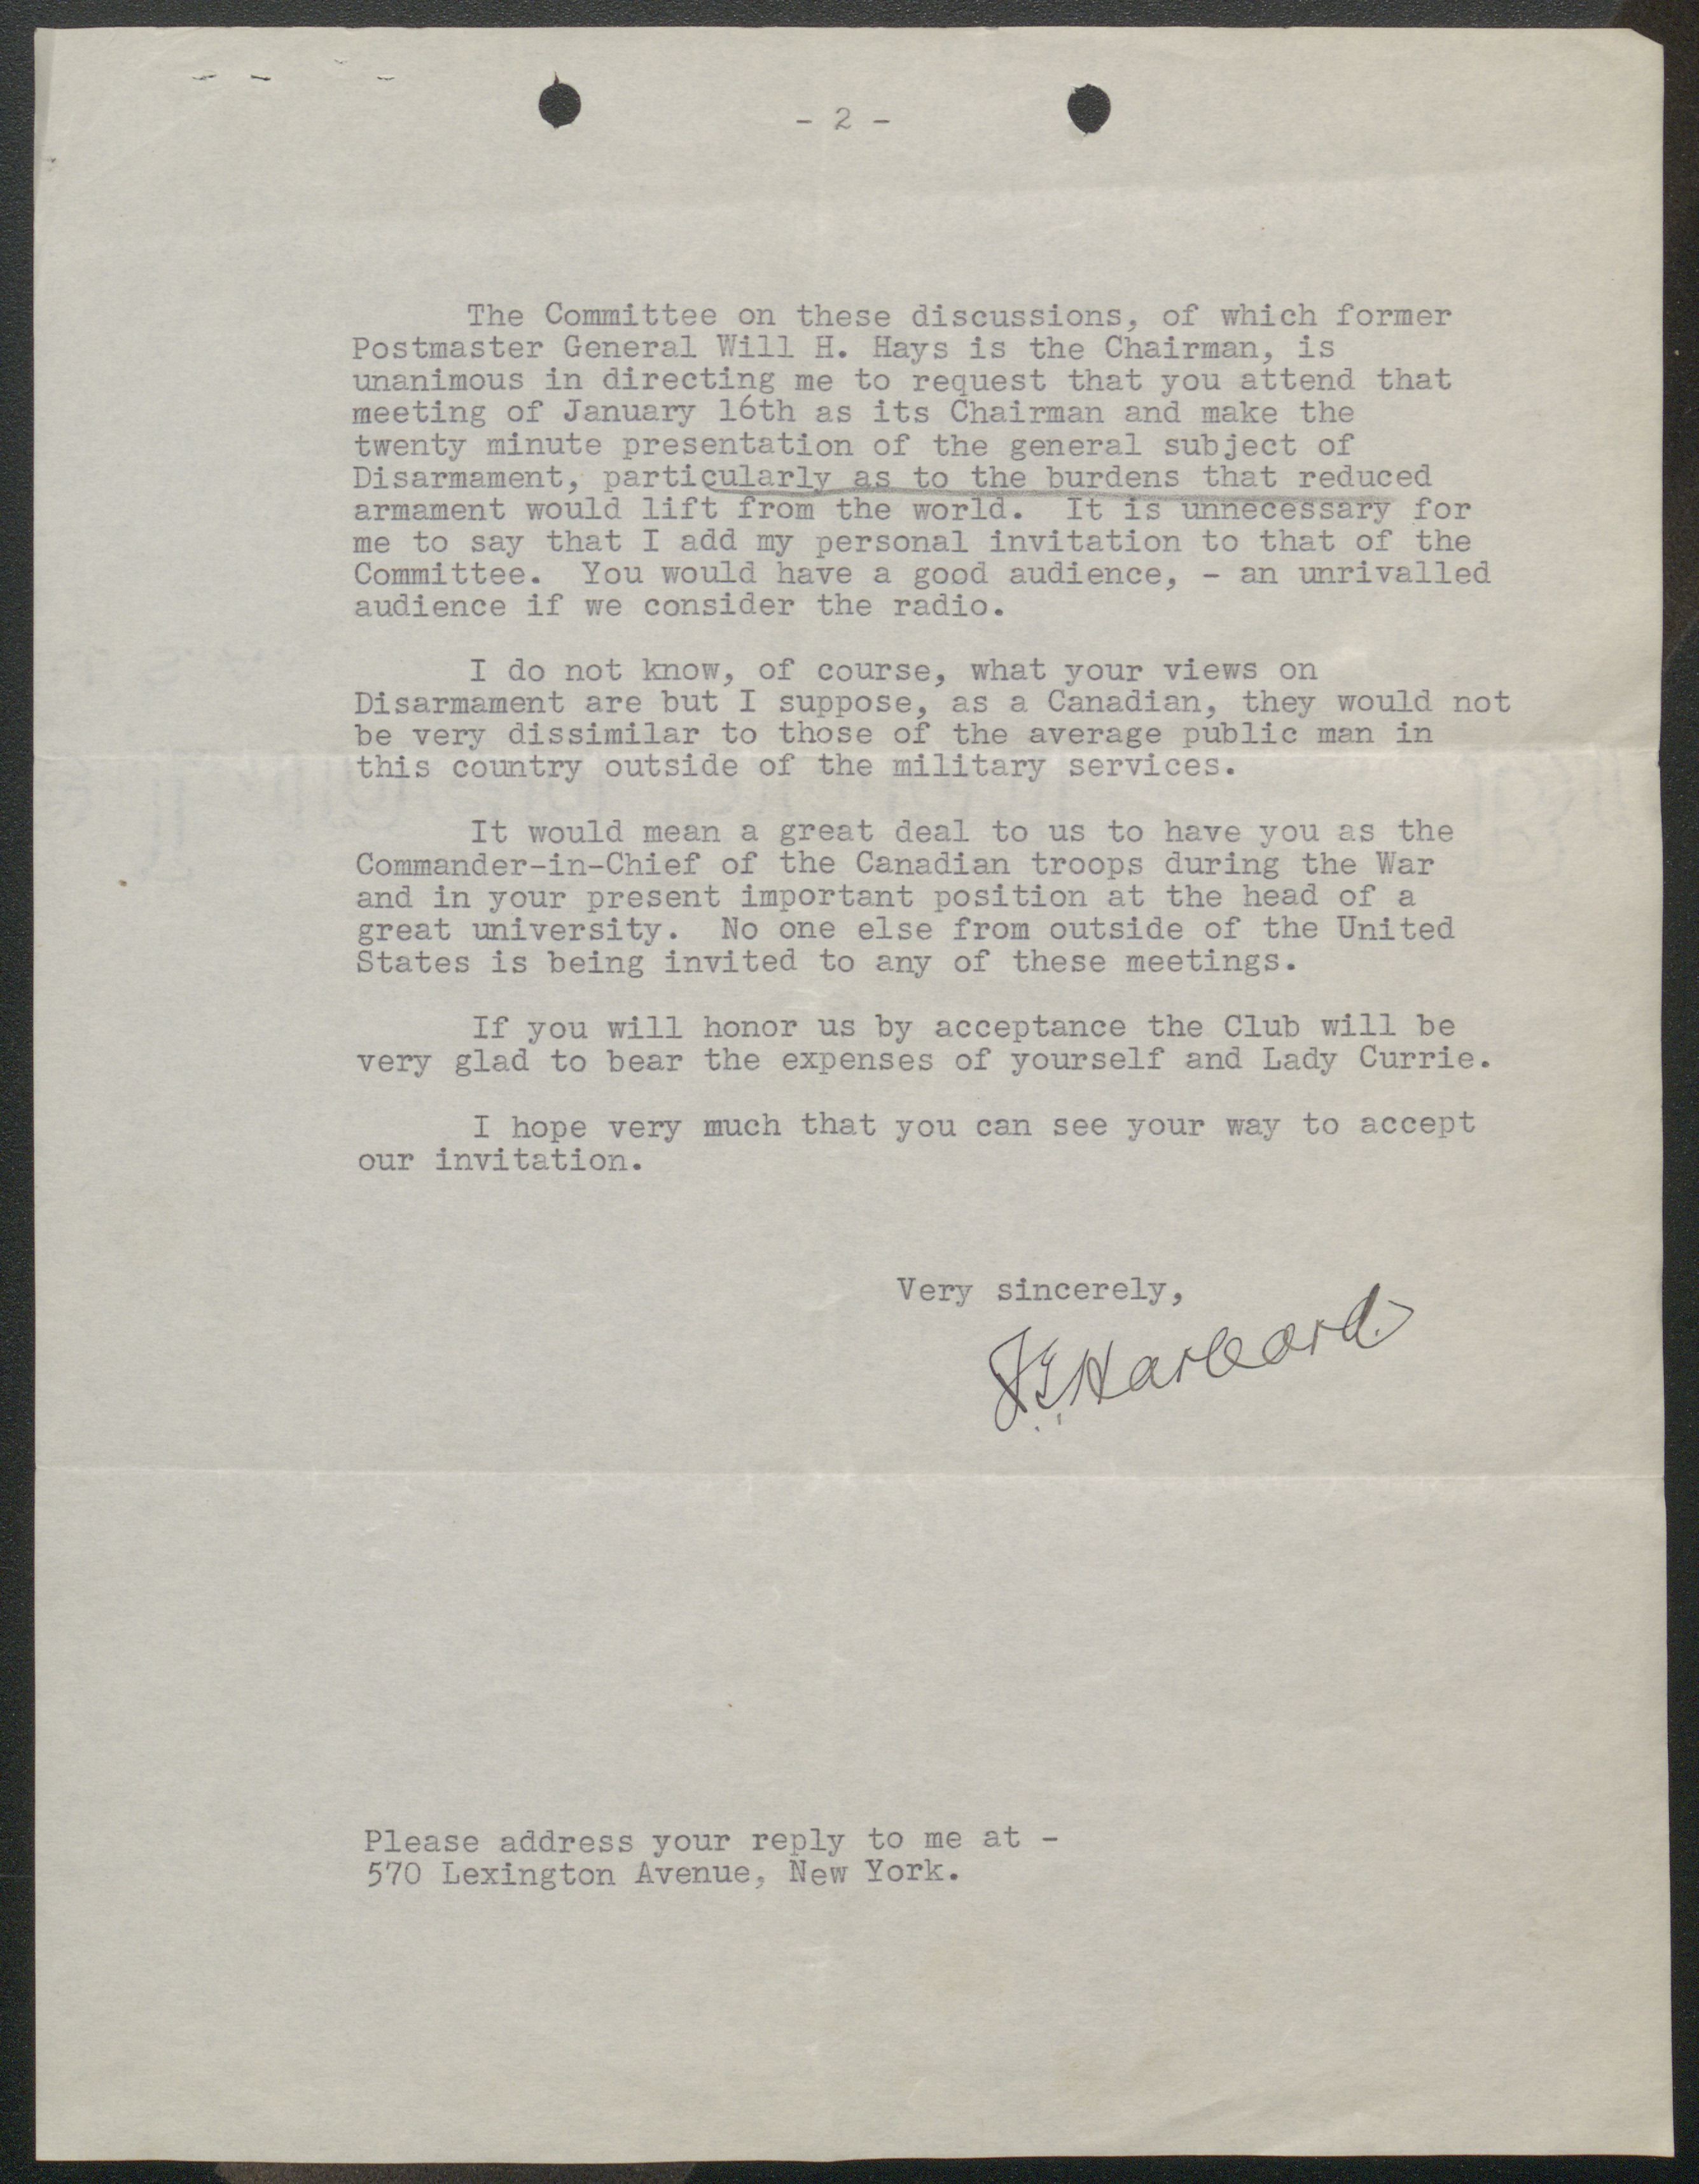 - 2 -
The Committee on these discussions, of which former
Postmaster General Will H. Hays is the Chairman, is
unanimous in directing me to request that you attend that
meeting of January 16th as its Chairman and make the
twenty minute presentation of the general subject of
Disarmament, particularly as to the burdens that reduced
armament would lift from the world.  It is unnecessary for
me to say that I add my personal invitation to that of the
Committee.  You would have a good audience, - an unrivalled
audience if we consider the radio.
I do not know, of course, what your views on
Disarmament are but I suppose, as a Canadian, they would not
be very dissimilar to those of the average public man in
this country outside of the military services.
It would mean a great deal to us to have you as the
Commander-in-Chief of the Canadian troops during the War
and in your present important position at the head of a
great university.  No one else from outside of the United
States is being invited to any of these meetings.
If you will honor us by acceptance the Club will be
very glad to bear the expenses of yourself and Lady Currie.
I hope very much that you can see your way to accept
our invitation.
Very sincerely,
J G Harbord
Please address your reply to me at -
570 Lexington Avenue, New York.